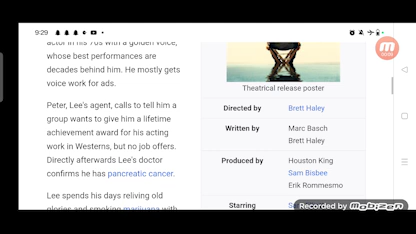 9:29
actor in his 70s with a golden voice,
whose best performances are
decades behind him. He mostly gets
voice work for ads.
Peter, Lee's agent, calls to tell him a
group wants to give him a lifetime
achievement award for his acting
work in Westerns, but no job offers.
Directly afterwards Lee's doctor
confirms he has pancreatic cancer.
Lee spends his days reliving old
glories and smoking marijuana with
Theatrical release poster
Directed by Brett Haley
Written by Marc Basch
Brett Haley
Produced by Houston King
Sam Bisbee
Erik Rommesmo
Starring
Recorded by MOBIZEN